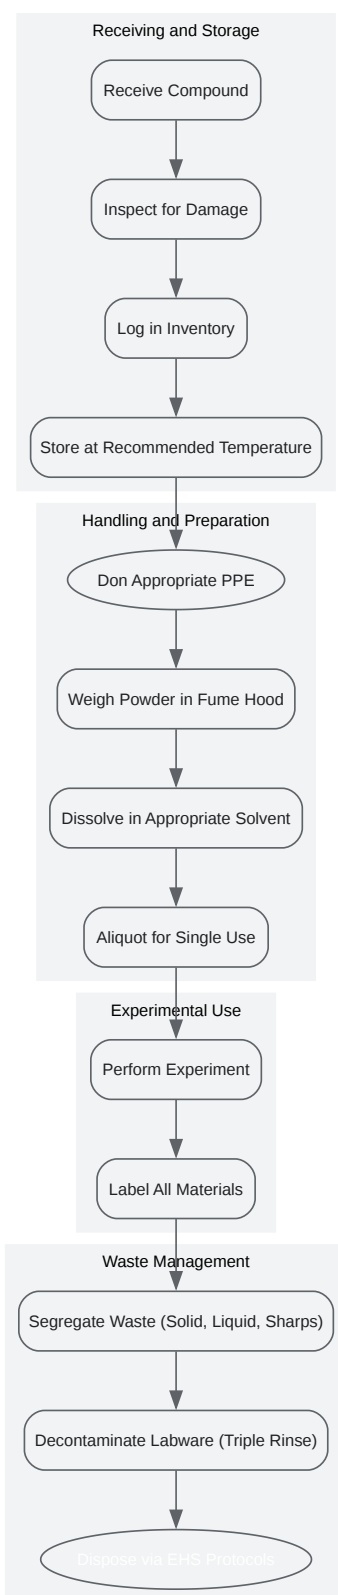 Receiving and Storage
Receive Compound
Inspect for Damage
Log in Inventory
Store at Recommended Temperature
Handling and Preparation
Don Appropriate PPE
Weigh Powder in Fume Hood
Dissolve in Appropriate Solvent
Aliquot for Single Use
Experimental Use
Perform Experiment
Label All Materials
Waste Management
Segregate Waste (Solid, Liquid, Sharps)
Decontaminate Labware (Triple Rinse)
Dispose via EHS Protocols